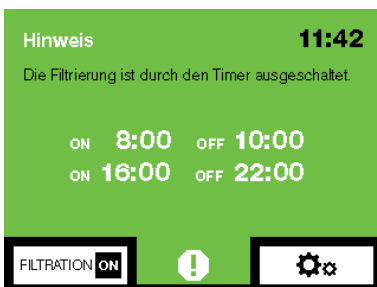 Hinweis 11:42
Die Filtrierung ist durch den Timer ausgeschaltet.
ON 8:00 OFF 10:00
ON 16:00 OFF 22:00
FILTRATION ON